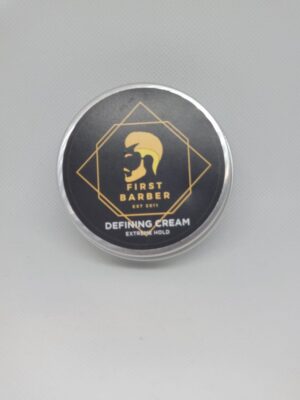 FIRST
BARBER
EST 2011
DEFINING CREAM
EXTREME HOLD